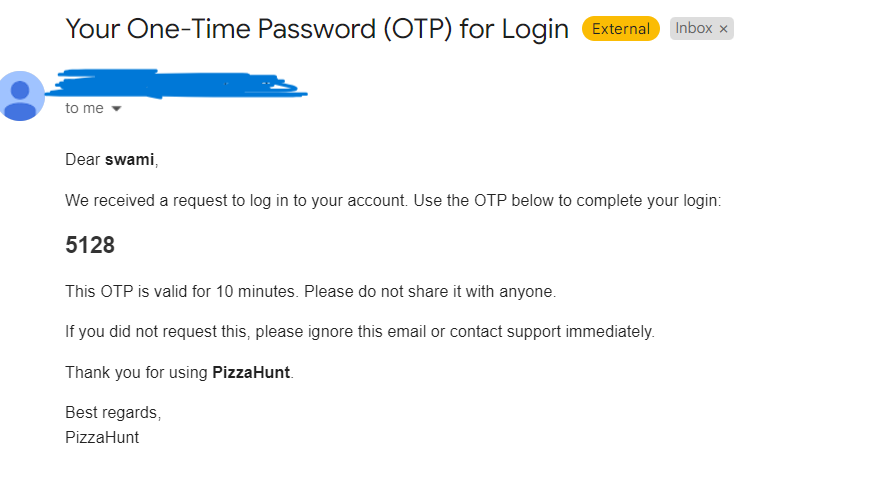 Your One-Time Password (OTP) for Login External Inbox ×
to me
Dear swami,
We received a request to log in to your account. Use the OTP below to complete your login:
5128
This OTP is valid for 10 minutes. Please do not share it with anyone.
If you did not request this, please ignore this email or contact support immediately.
Thank you for using PizzaHunt.
Best regards,
PizzaHunt